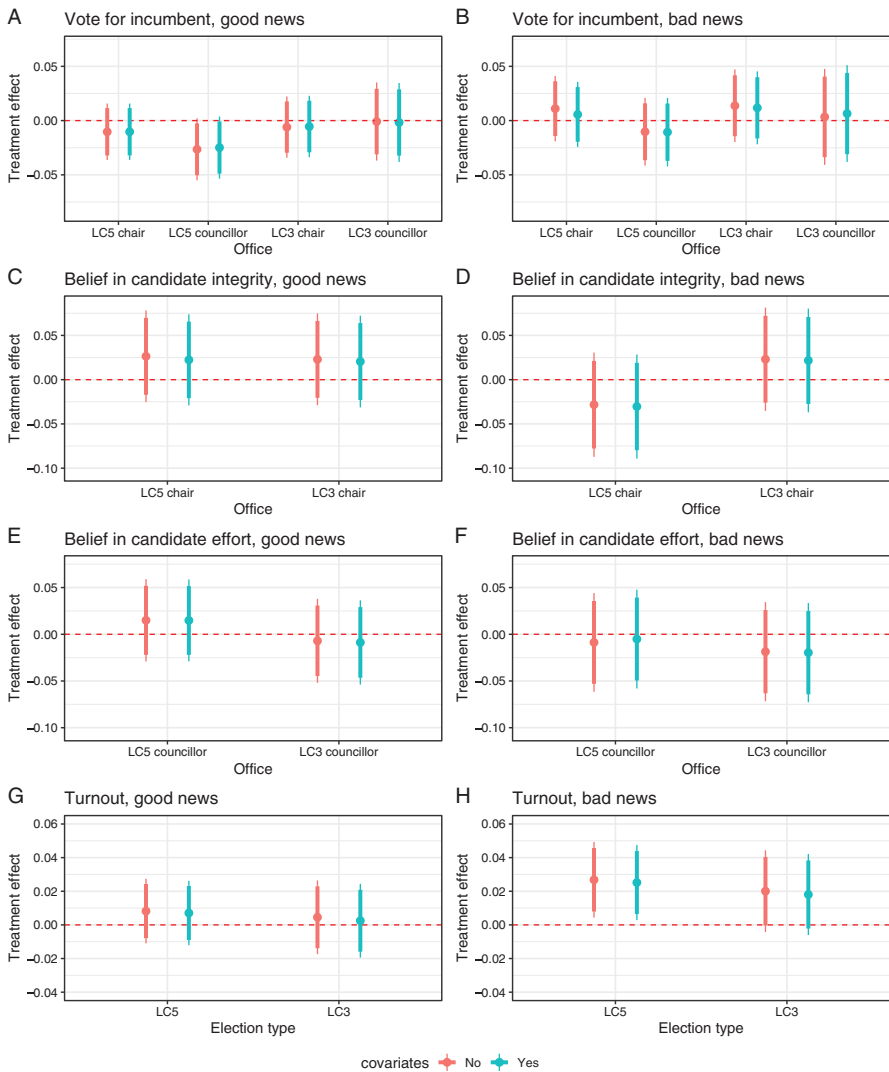 A Vote for incumbent, good news
Treatment effect
0.05
0.00
−0.05
LC5 chair LC5 councillor LC3 chair LC3 councillor
Office
B Vote for incumbent, bad news
Treatment effect
0.05
0.00
−0.05
LC5 chair LC5 councillor LC3 chair LC3 councillor
Office
C Belief in candidate integrity, good news
Treatment effect
0.05
0.00
−0.05
−0.10
LC5 chair LC3 chair
Office
D Belief in candidate integrity, bad news
Treatment effect
0.05
0.00
−0.05
−0.10
LC5 chair LC3 chair
Office
E Belief in candidate effort, good news
Treatment effect
0.05
0.00
−0.05
−0.10
LC5 councillor LC3 councillor
Office
F Belief in candidate effort, bad news
Treatment effect
0.05
0.00
−0.05
−0.10
LC5 councillor LC3 councillor
Office
G Turnout, good news
Treatment effect
0.06
0.04
0.02
0.00
−0.02
−0.04
LC5 LC3
Election type
H Turnout, bad news
Treatment effect
0.06
0.04
0.02
0.00
−0.02
−0.04
LC5 LC3
Election type
covariates No Yes